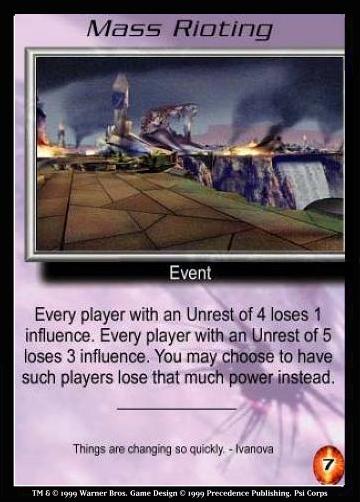 Mass Rioting
Event
Every player with an Unrest of 4 loses 1
influence. Every player with an Unrest of 5
loses 3 influence. You may choose to have
such players lose that much power instead.
Things are changing so quickly. - Ivanova
7
TM & © 1999 Warner Bros. Game Design © 1999 Precedence Publishing. Psi Corps